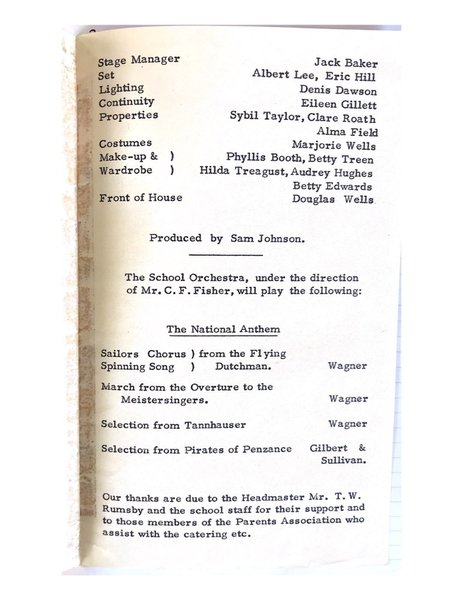 Stage Manager Jack Baker
Set Albert Lee, Eric Hill
Lighting Denis Dawson
Continuity Eileen Gillett
Properties Sybil Taylor, Clare Roath
Alma Field
Costumes Marjorie Wells
Make-up & ) Phyllis Booth, Betty Treen
Wardrobe ) Hilda Treagust, Audrey Hughes
Betty Edwards
Front of House Douglas Wells
Produced by Sam Johnson.
The School Orchestra, under the direction
of Mr. C. F. Fisher, will play the following:
The National Anthem
Sailors Chorus ) from the Flying
Spinning Song ) Dutchman. Wagner
March from the Overture to the
Meistersingers. Wagner
Selection from Tannhauser Wagner
Selection from Pirates of Penzance Gilbert &
Sullivan.
Our thanks are due to the Headmaster Mr. T. W.
Rumsby and the school staff for their support and
to those members of the Parents Association who
assist with the catering etc.